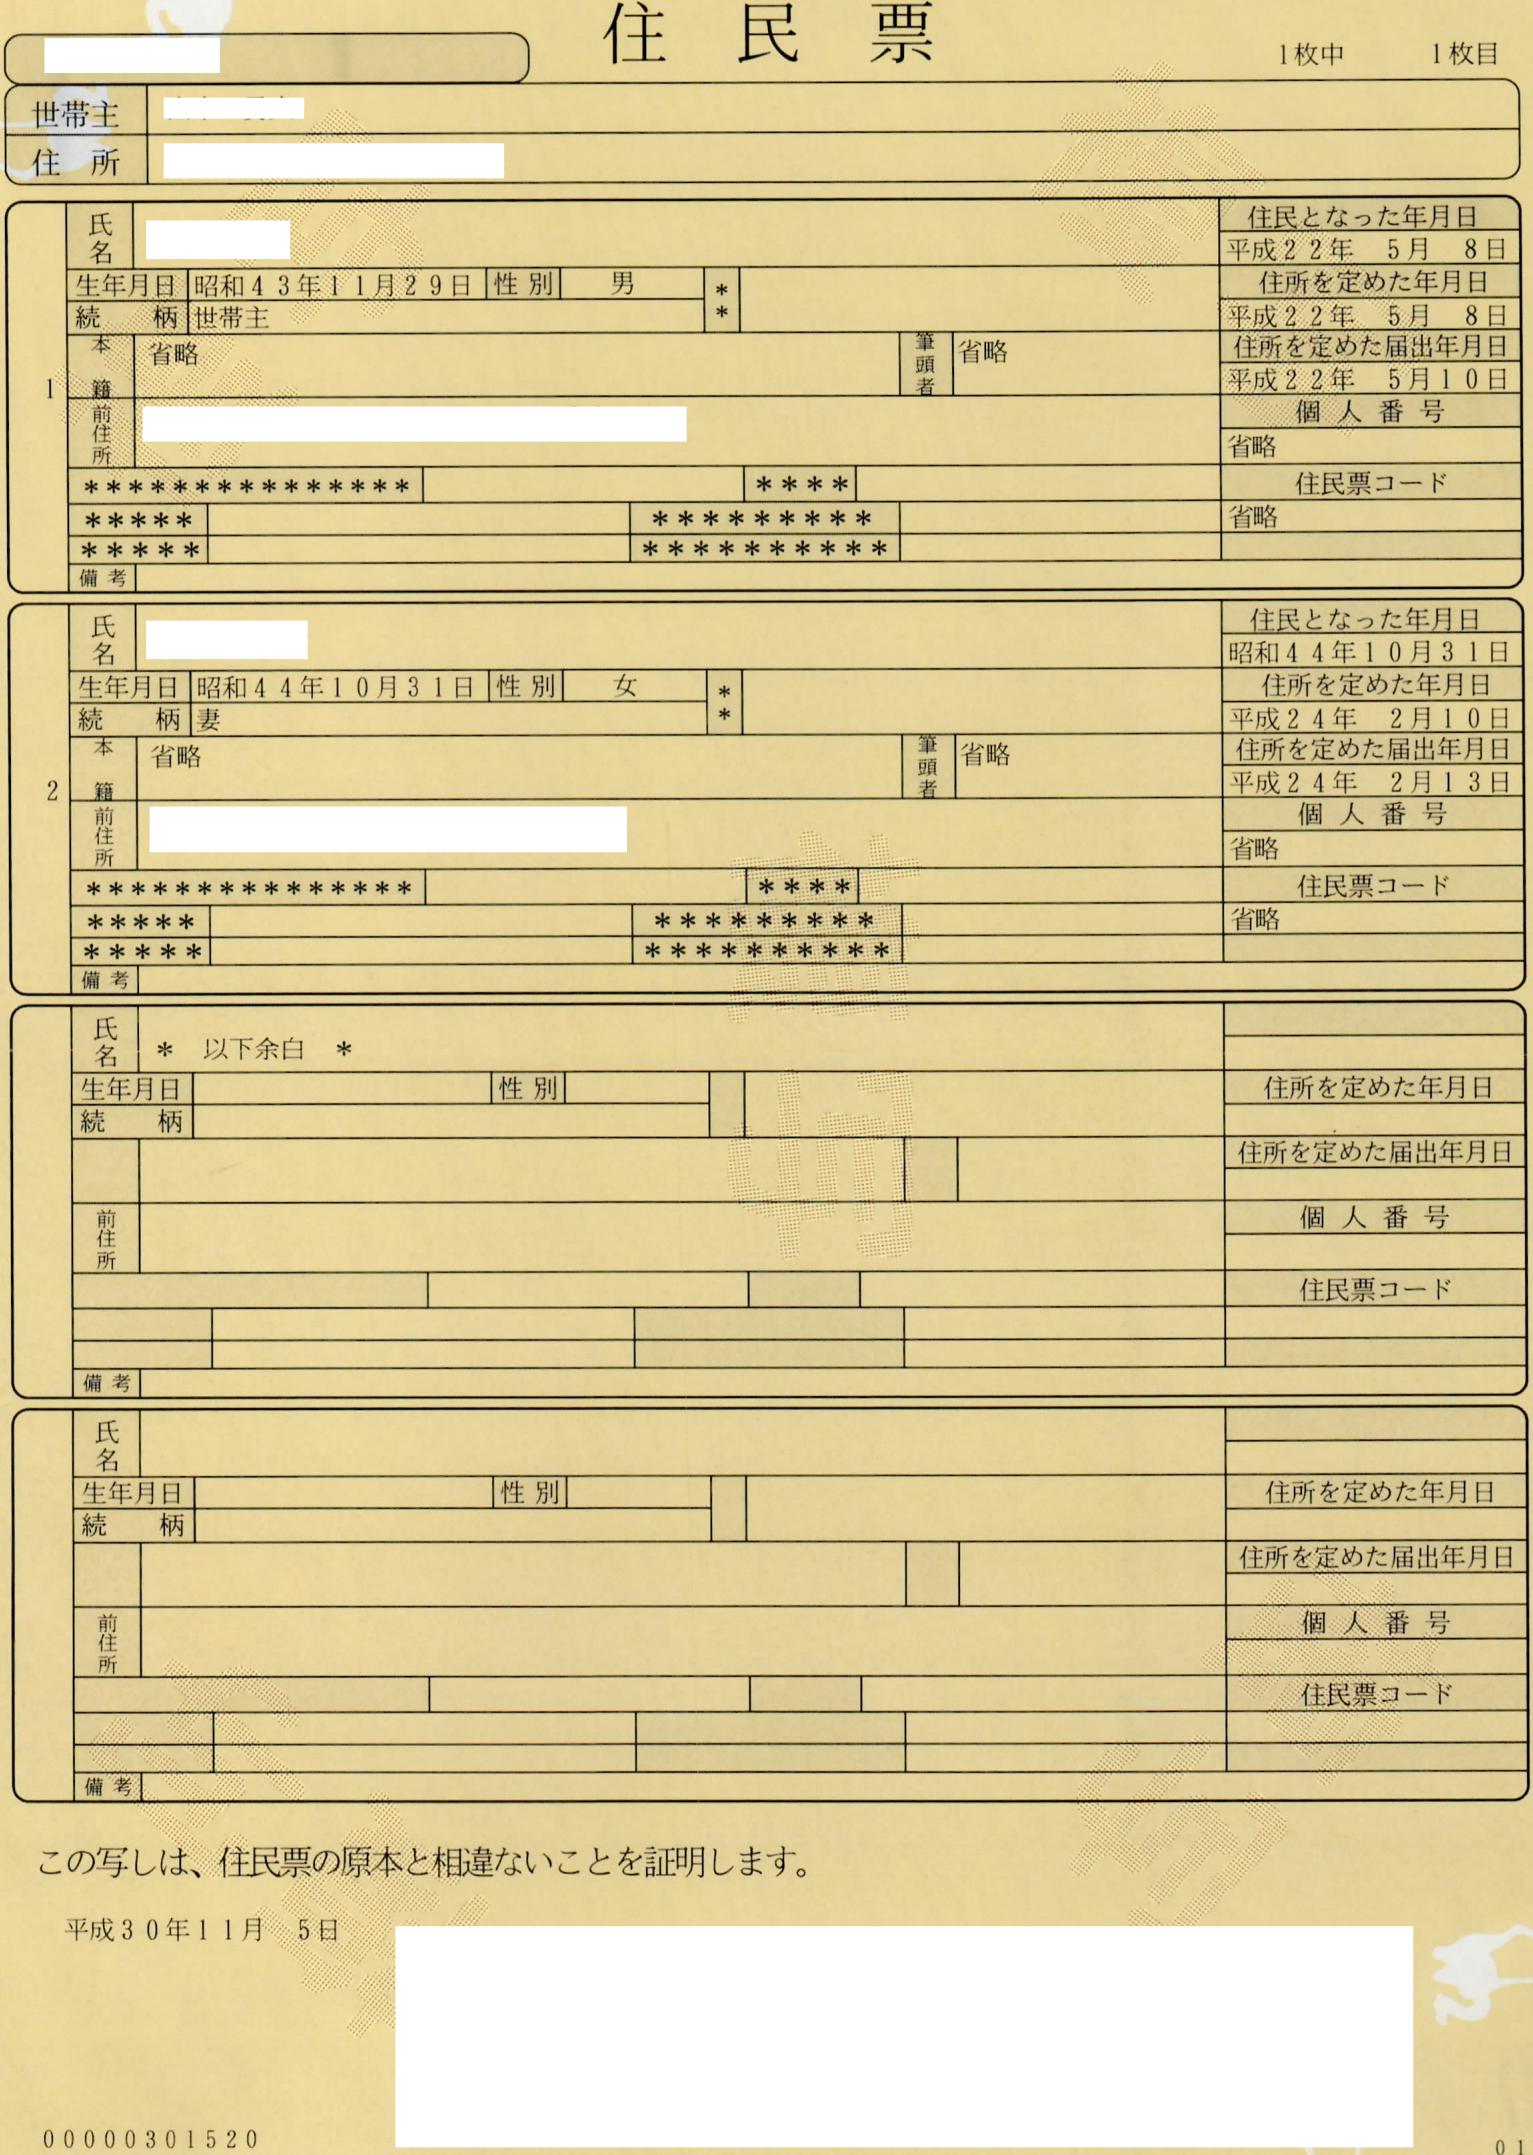 住民票
1枚中 1枚目
世帯主
住所
1
氏名
住民となった年月日
平成22年 5月 8日
生年月日 昭和43年11月29日 性別 男 *
住所を定めた年月日
続柄 世帯主 *
平成22年 5月 8日
本籍 省略 筆頭者 省略
住所を定めた届出年月日
平成22年 5月10日
前住所
個人番号
省略
*************** ****
住民票コード
***** *********
省略
***** **********
備考
2
氏名
住民となった年月日
昭和44年10月31日
生年月日 昭和44年10月31日 性別 女 *
住所を定めた年月日
続柄 妻 *
平成24年 2月10日
本籍 省略 筆頭者 省略
住所を定めた届出年月日
平成24年 2月13日
前住所
個人番号
省略
*************** ****
住民票コード
***** *********
省略
***** **********
備考
氏名 * 以下余白 *
生年月日 性別
住所を定めた年月日
続柄
住所を定めた届出年月日
前住所
個人番号
住民票コード
備考
氏名
生年月日 性別
住所を定めた年月日
続柄
住所を定めた届出年月日
前住所
個人番号
住民票コード
備考
この写しは、住民票の原本と相違ないことを証明します。
平成30年11月 5日
00000301520
01